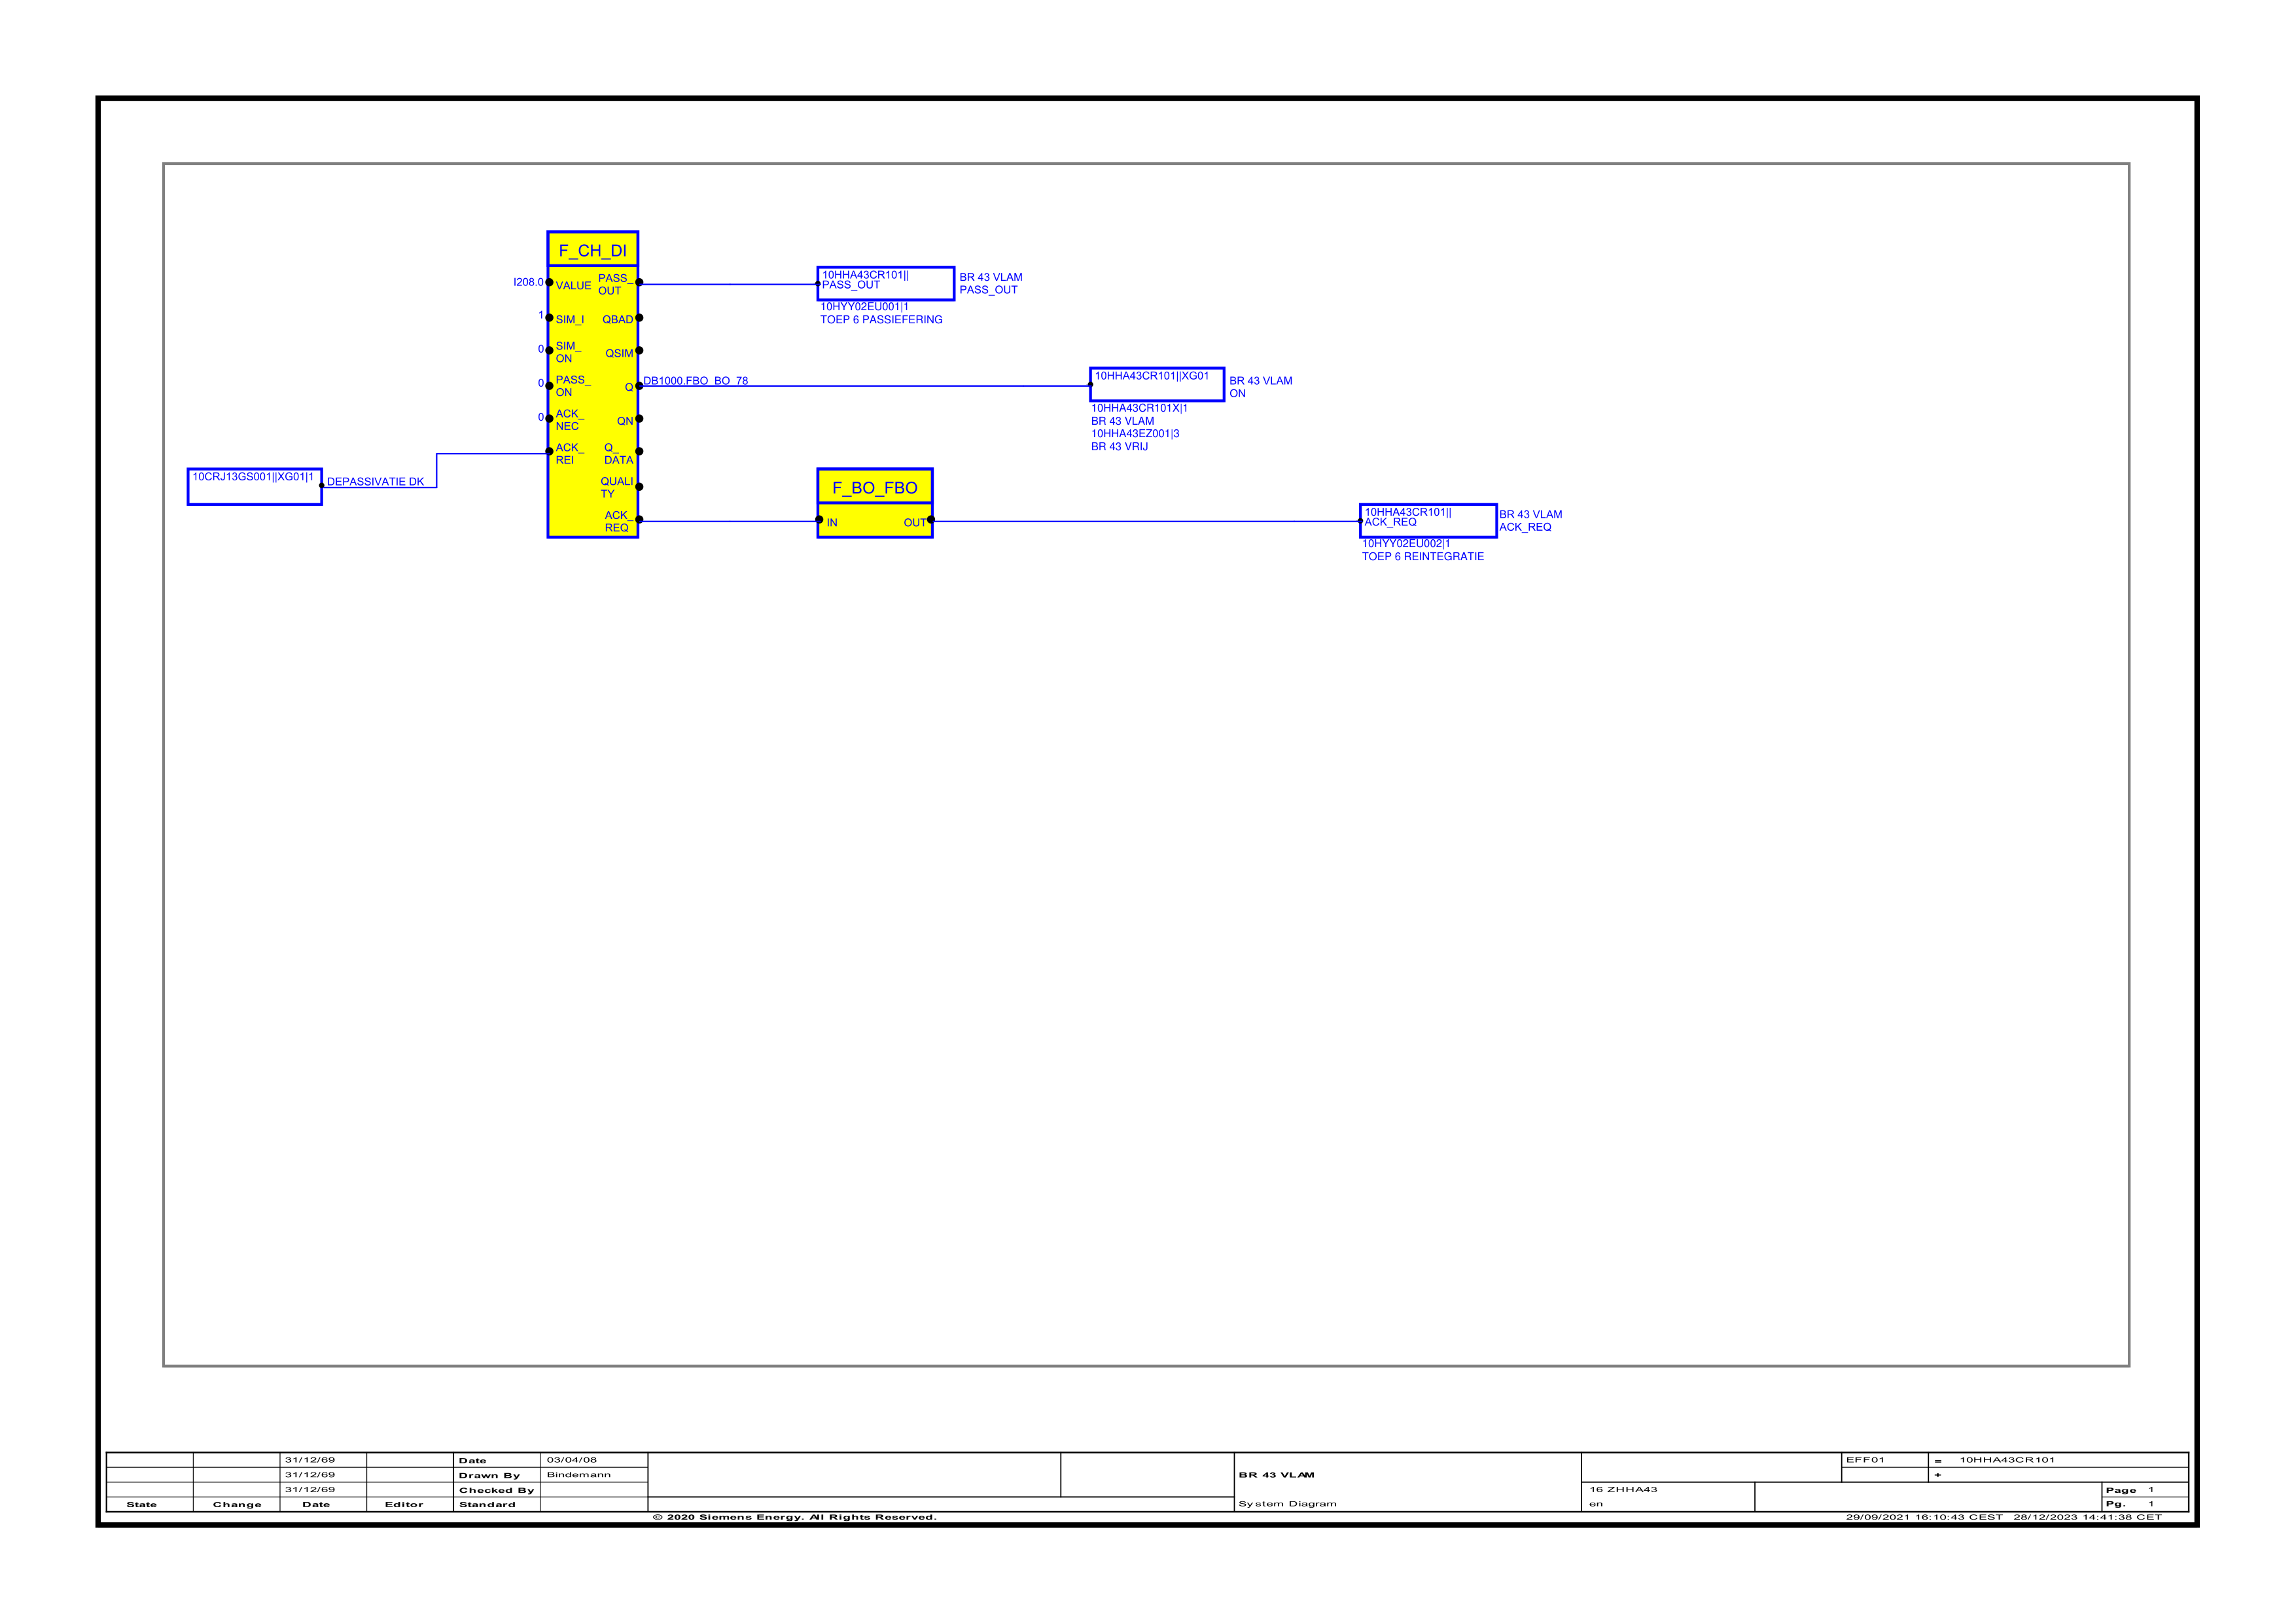 F_CH_DI
I208.0
VALUE
PASS_
OUT
10HHA43CR101||
PASS_OUT
BR 43 VLAM
PASS_OUT
10HYY02EU001|1
TOEP 6 PASSIEFERING
1
SIM_I
QBAD
0
SIM_
ON
QSIM
0
PASS_
ON
Q
DB1000.FBO_BO_78
10HHA43CR101||XG01
BR 43 VLAM
ON
10HHA43CR101X|1
BR 43 VLAM
10HHA43EZ001|3
BR 43 VRIJ
0
ACK_
NEC
QN
ACK_
REI
Q_
DATA
10CRJ13GS001||XG01|1
DEPASSIVATIE DK
QUALI
TY
ACK_
REQ
F_BO_FBO
IN
OUT
10HHA43CR101||
ACK_REQ
BR 43 VLAM
ACK_REQ
10HYY02EU002|1
TOEP 6 REINTEGRATIE
31/12/69 Date 03/04/08 EFF01 = 10HHA43CR101
31/12/69 Drawn By Bindemann BR 43 VLAM +
31/12/69 Checked By 16 ZHHA43 Page 1
State Change Date Editor Standard System Diagram en Pg. 1
© 2020 Siemens Energy. All Rights Reserved. 29/09/2021 16:10:43 CEST 28/12/2023 14:41:38 CET